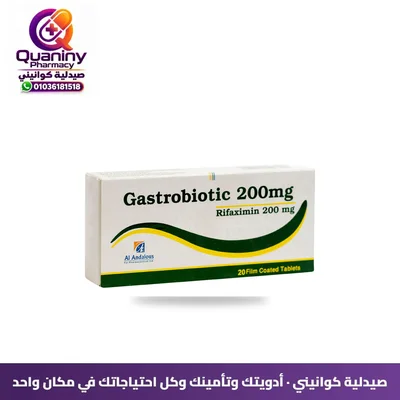 Quaniny
Pharmacy
صيدلية كوانيني
01036181518
Gastrobiotic 200mg
Rifaximin 200 mg
Al Andalous
20 Film Coated Tablets
صيدلية كوانيني - أدويتك وتأمينك وكل احتياجاتك في مكان واحد